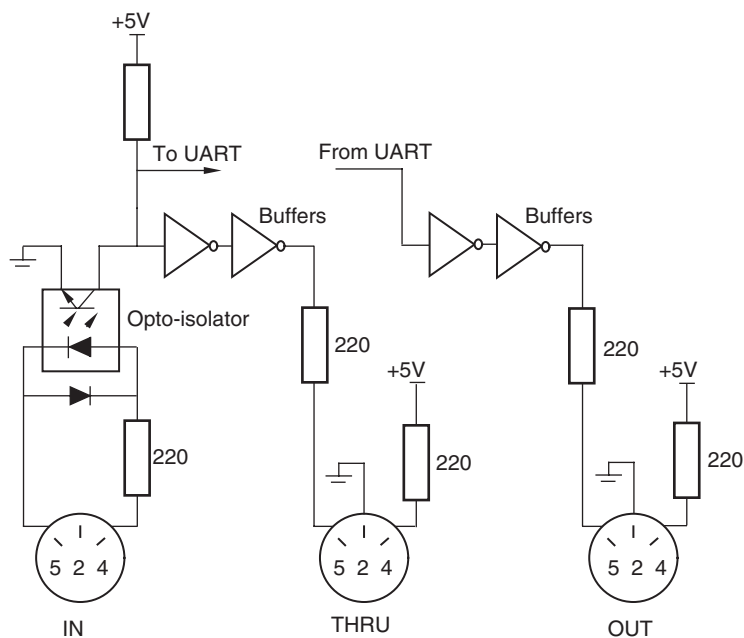 +5V
To UART
From UART
Buffers
Buffers
Opto-isolator
220
220
+5V
+5V
220
220
220
5 2 4
5 2 4
5 2 4
IN
THRU
OUT